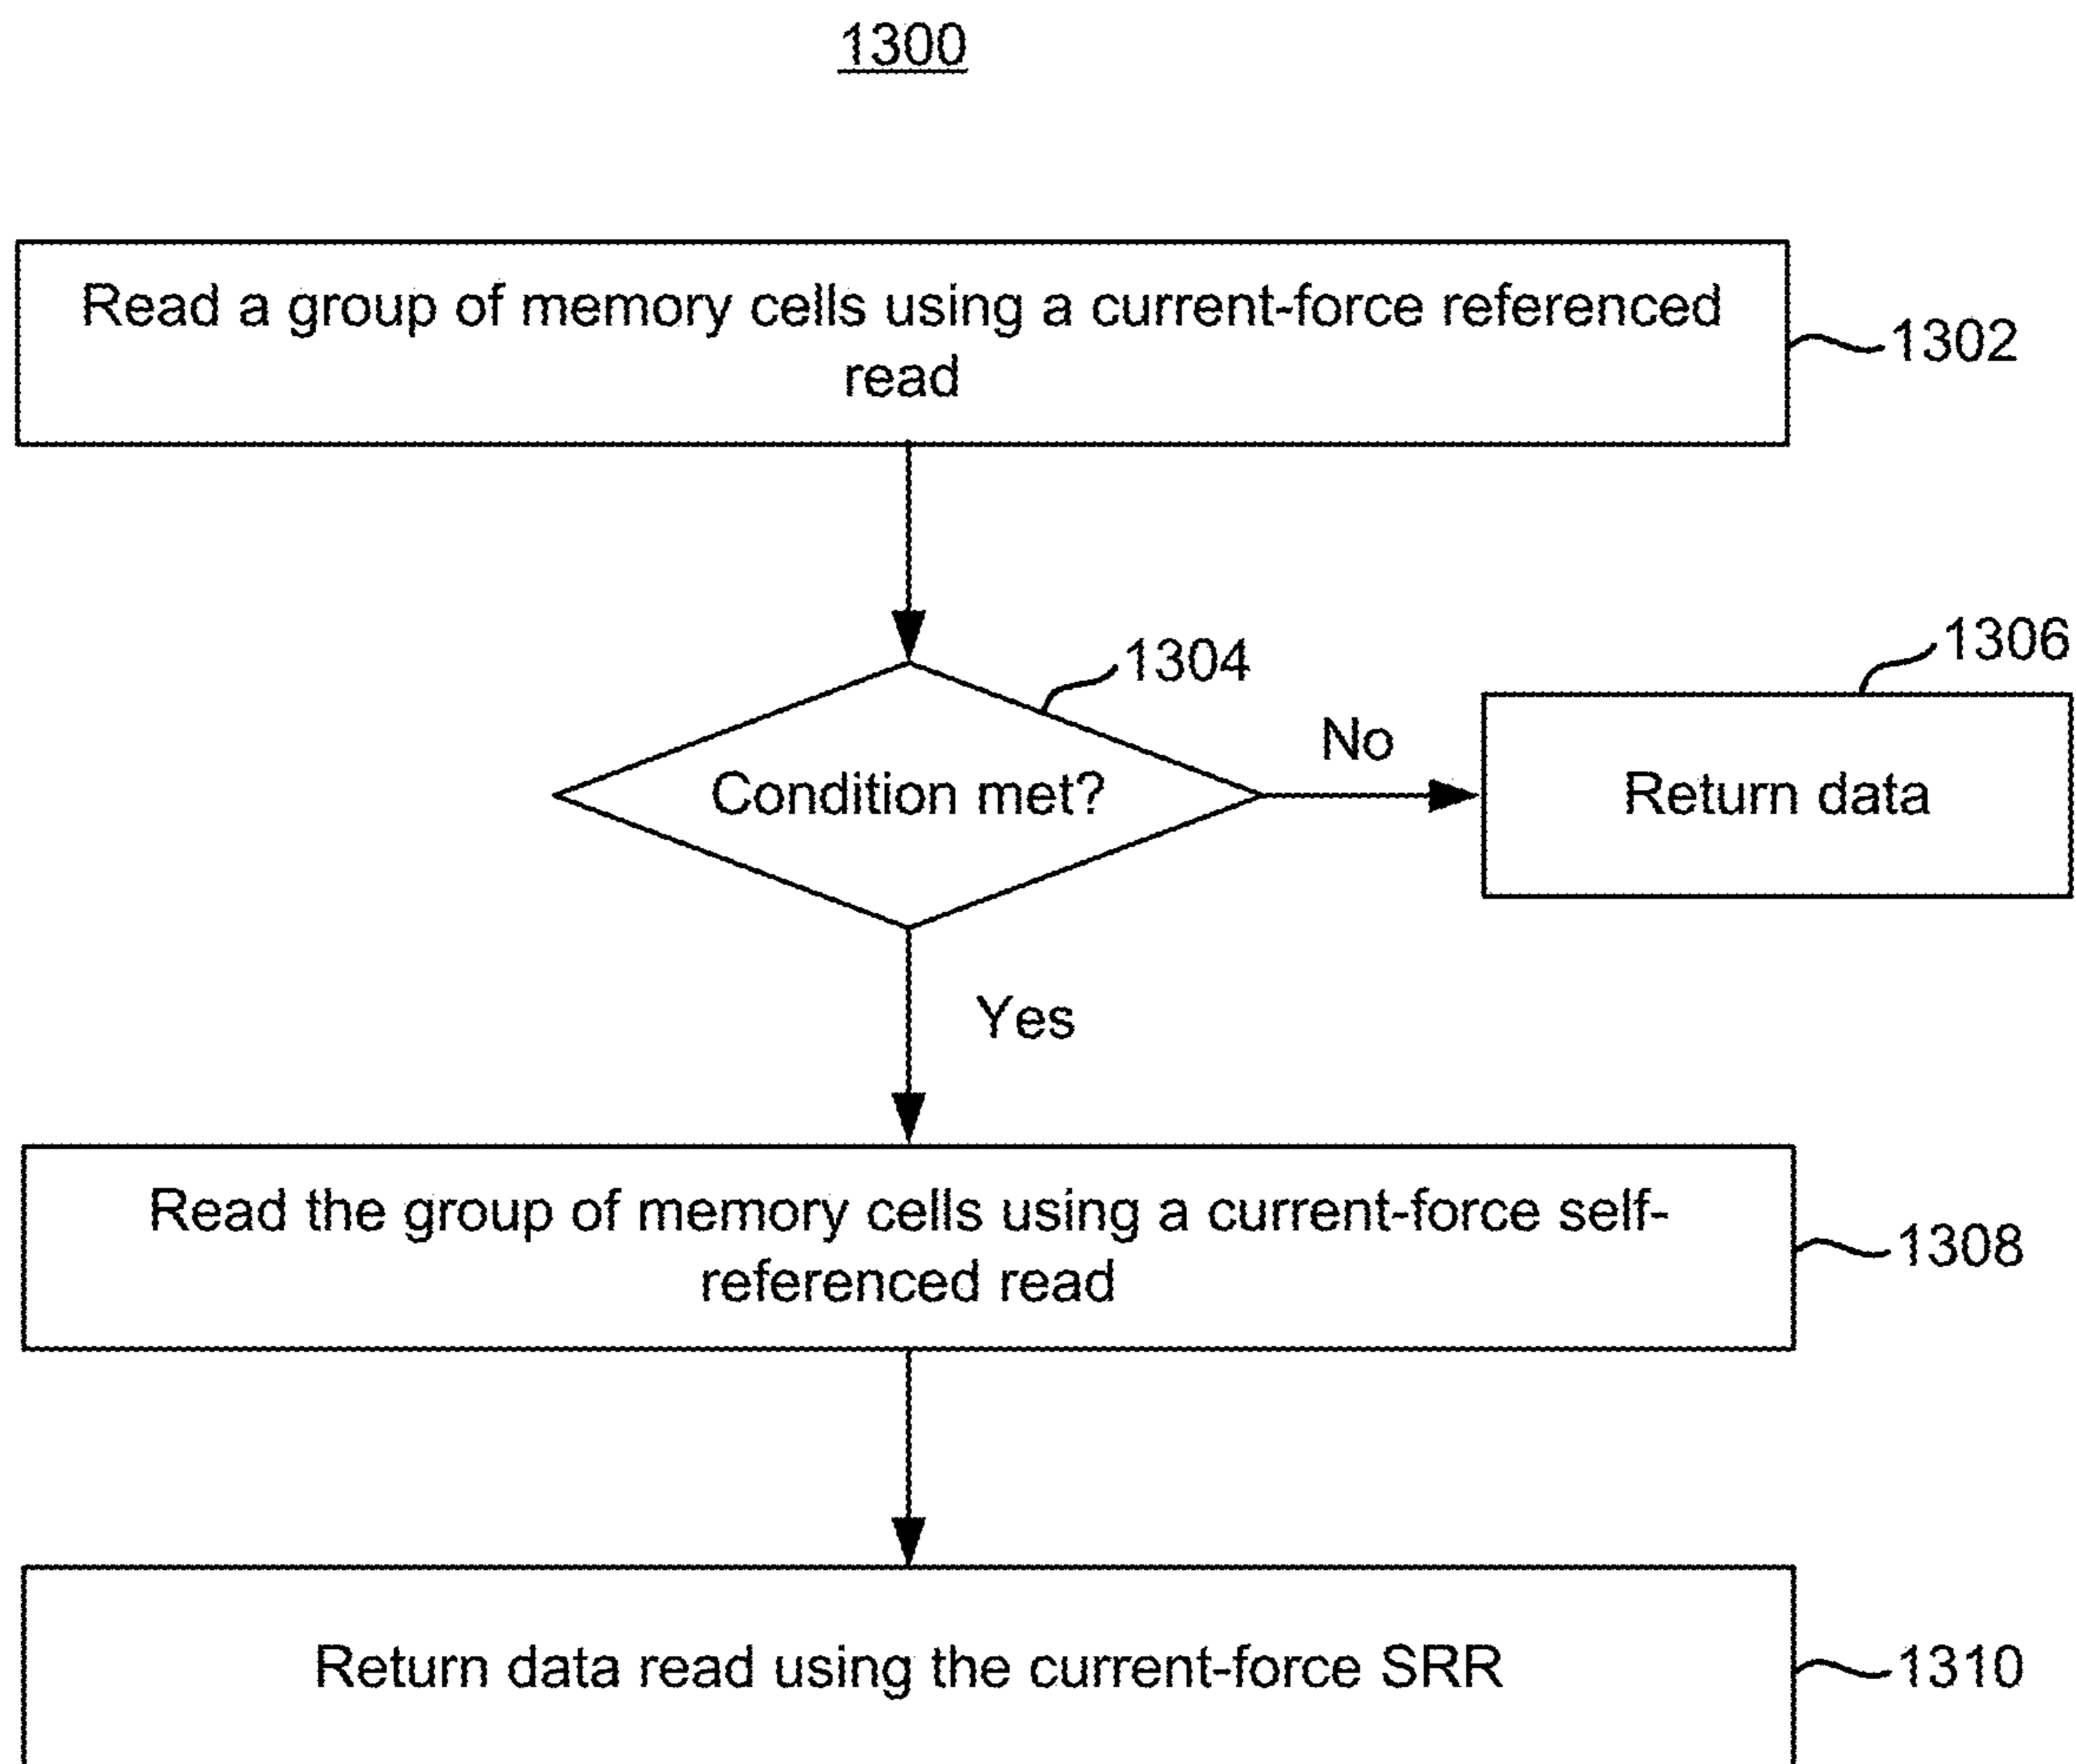 1300
Read a group of memory cells using a current-force referenced
read
1302
1304
1306
Condition met?
No
Return data
Yes
Read the group of memory cells using a current-force self-
referenced read
1308
Return data read using the current-force SRR
1310